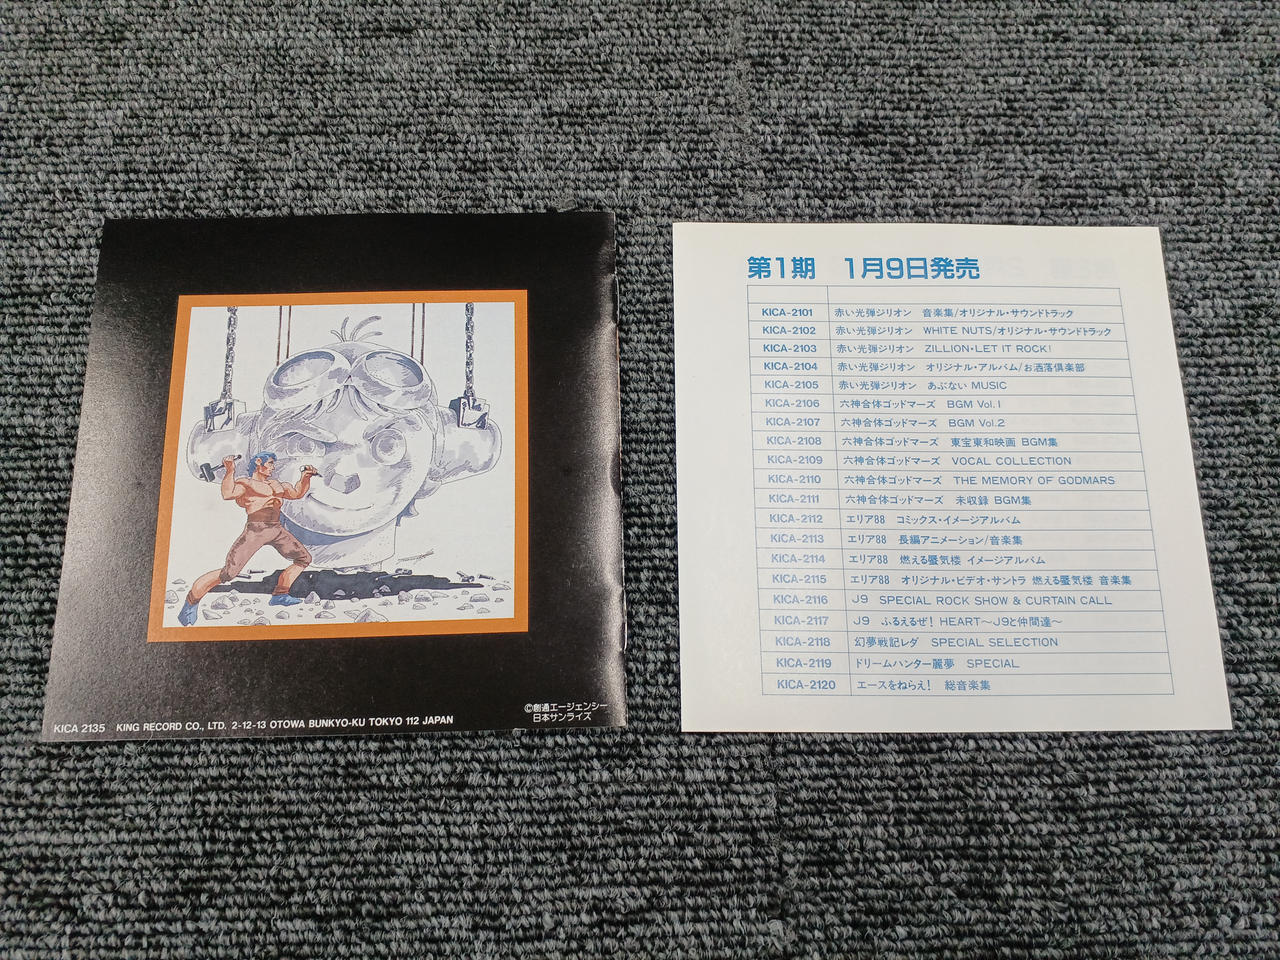 KICA 2135 KING RECORD CO., LTD. 2-12-13 OTOWA BUNKYO-KU TOKYO 112 JAPAN
©創通エージェンシー
日本サンライズ
第1期 1月9日発売
KICA-2101 赤い光弾ジリオン 音楽集/オリジナル・サウンドトラック
KICA-2102 赤い光弾ジリオン WHITE NUTS/オリジナル・サウンドトラック
KICA-2103 赤い光弾ジリオン ZILLION・LET IT ROCK!
KICA-2104 赤い光弾ジリオン オリジナル・アルバム/お洒落倶楽部
KICA-2105 赤い光弾ジリオン あぶない MUSIC
KICA-2106 六神合体ゴッドマーズ BGM Vol.1
KICA-2107 六神合体ゴッドマーズ BGM Vol.2
KICA-2108 六神合体ゴッドマーズ 東宝東和映画 BGM集
KICA-2109 六神合体ゴッドマーズ VOCAL COLLECTION
KICA-2110 六神合体ゴッドマーズ THE MEMORY OF GODMARS
KICA-2111 六神合体ゴッドマーズ 未収録 BGM集
KICA-2112 エリア88 コミックス・イメージアルバム
KICA-2113 エリア88 長編アニメーション/音楽集
KICA-2114 エリア88 燃える蜃気楼 イメージアルバム
KICA-2115 エリア88 オリジナル・ビデオ・サントラ 燃える蜃気楼 音楽集
KICA-2116 J9 SPECIAL ROCK SHOW & CURTAIN CALL
KICA-2117 J9 ふるえるぜ! HEART〜J9と仲間達〜
KICA-2118 幻夢戦記レダ SPECIAL SELECTION
KICA-2119 ドリームハンター麗夢 SPECIAL
KICA-2120 エースをねらえ! 総音楽集